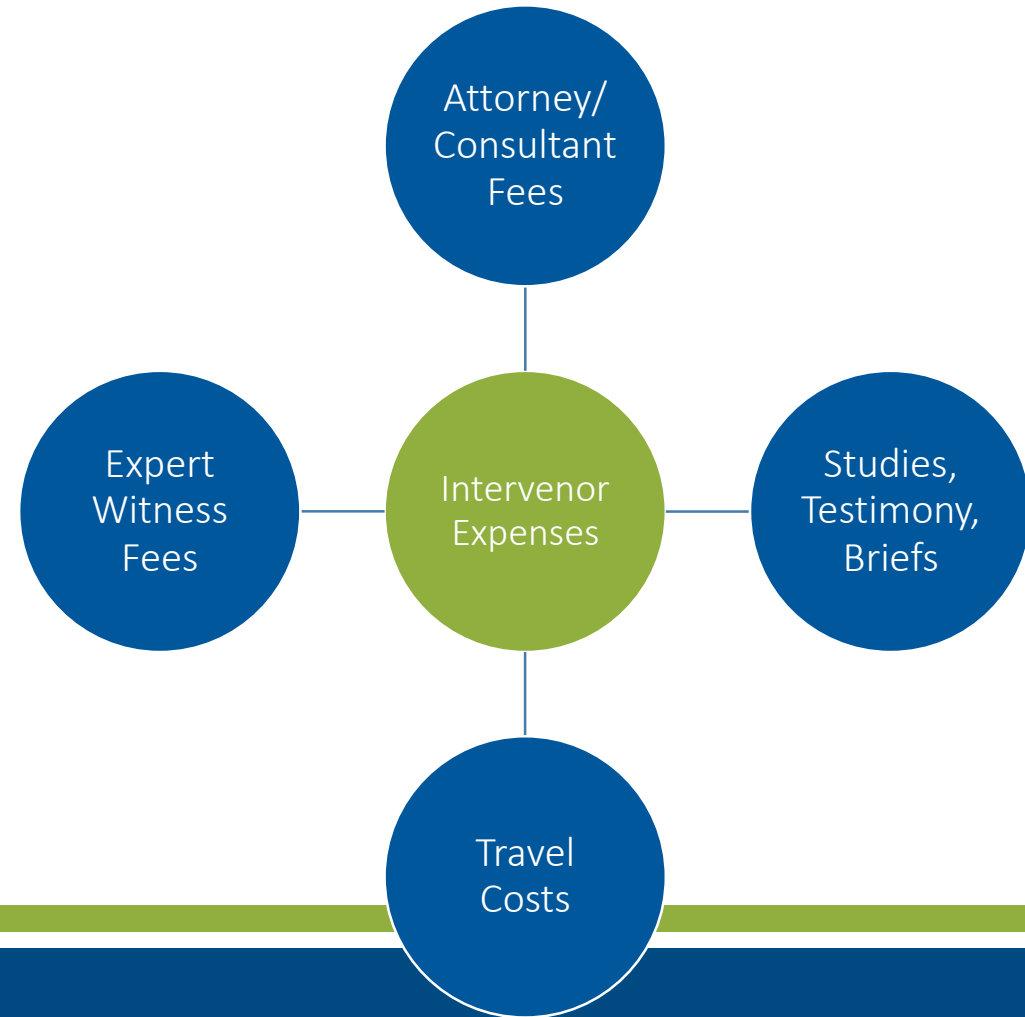 Attorney/
Consultant
Fees
Expert
Witness
Fees
Intervenor
Expenses
Studies,
Testimony,
Briefs
Travel
Costs